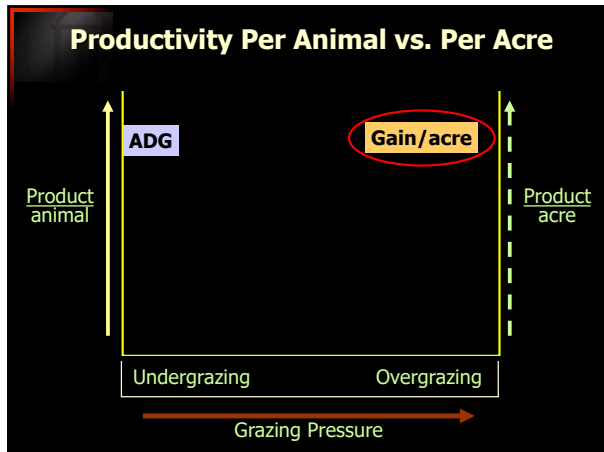 Productivity Per Animal vs. Per Acre
ADG
Gain/acre
Product
animal
Product
acre
Undergrazing
Overgrazing
Grazing Pressure